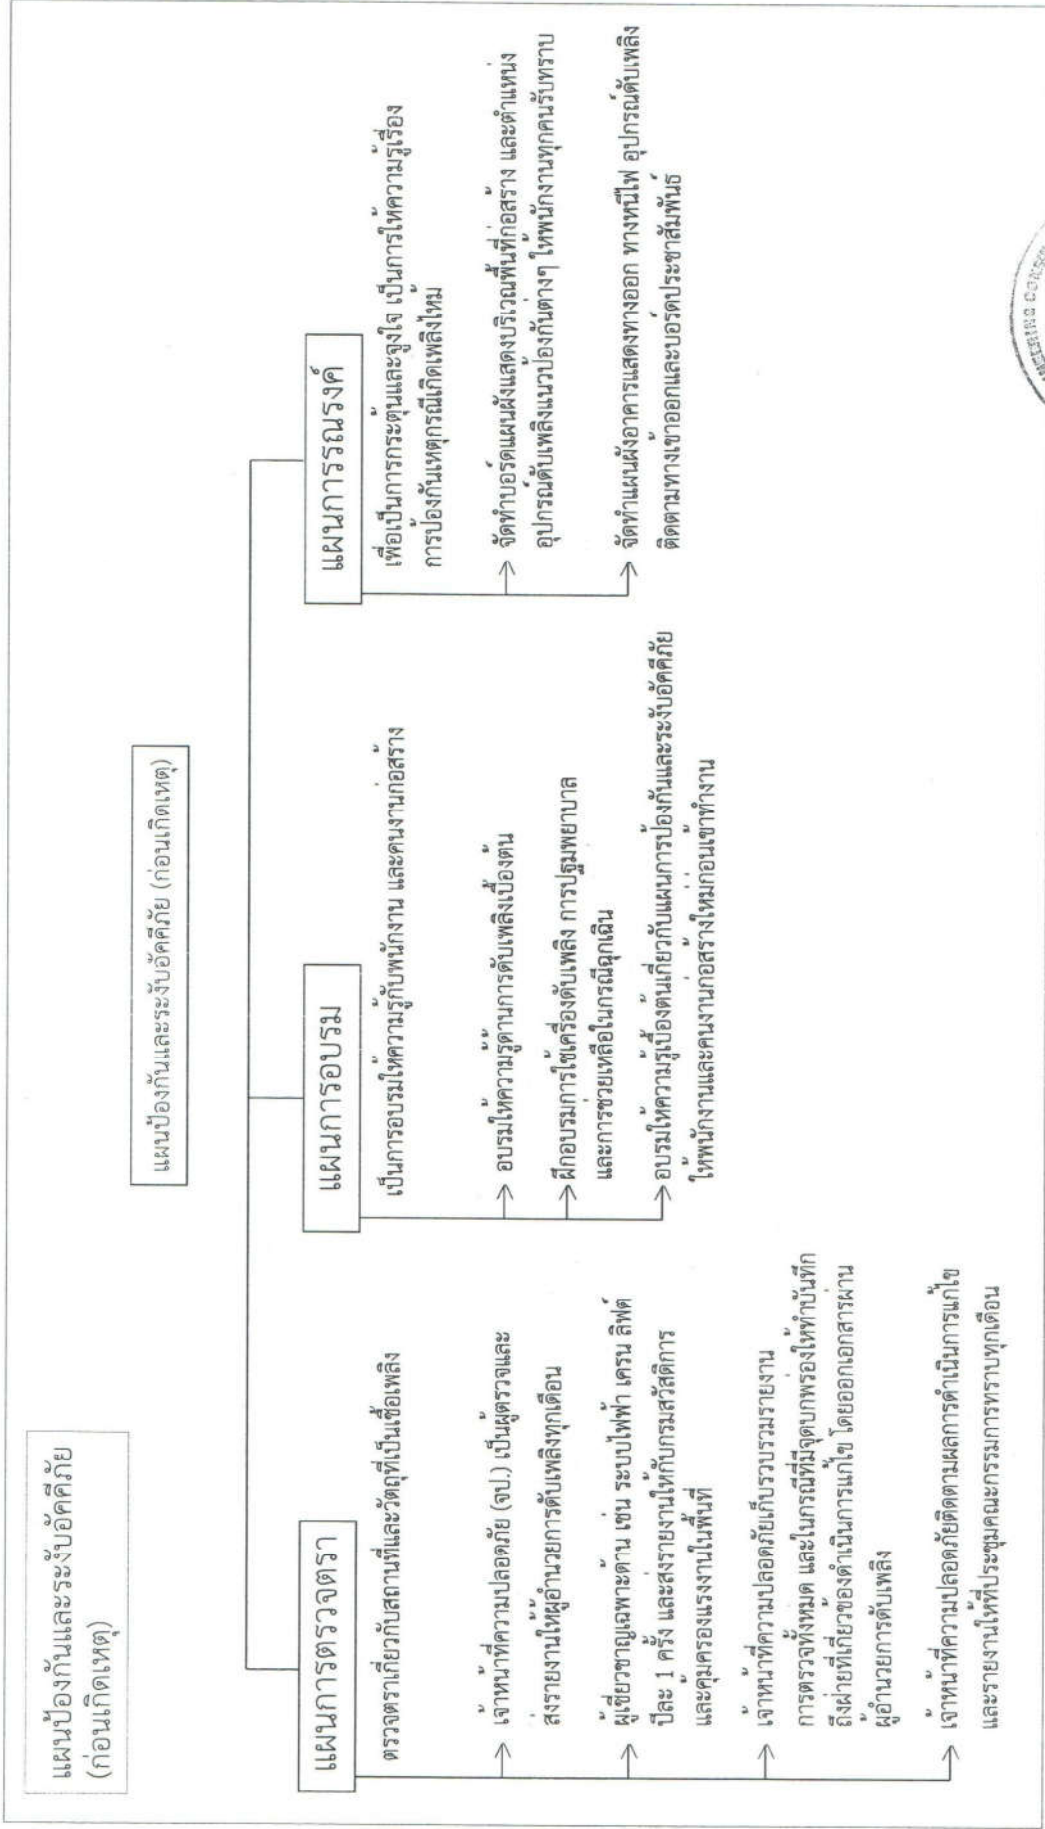 แผนป้องกันและระงับอัคคีภัย
(ก่อนเกิดเหตุ)
แผนป้องกันและระงับอัคคีภัย (ก่อนเกิดเหตุ)
แผนการตรวจตรา
ตรวจตราเกี่ยวกับสถานที่และวัตถุที่เป็นเชื้อเพลิง
เจ้าหน้าที่ความปลอดภัย (จป.) เป็นผู้ตรวจและ
ส่งรายงานให้ผู้อำนวยการดับเพลิงทุกเดือน
ผู้เชี่ยวชาญเฉพาะด้าน เช่น ระบบไฟฟ้า เครน ลิฟต์
ปีละ 1 ครั้ง และส่งรายงานให้กับกรมสวัสดิการ
และคุ้มครองแรงงานในพื้นที่
เจ้าหน้าที่ความปลอดภัยเก็บรวบรวมรายงาน
การตรวจทั้งหมด และในกรณีที่มีจุดบกพร่องให้ทำบันทึก
ถึงฝ่ายที่เกี่ยวข้องดำเนินการแก้ไข โดยออกเอกสารผ่าน
ผู้อำนวยการดับเพลิง
เจ้าหน้าที่ความปลอดภัยติดตามผลการดำเนินการแก้ไข
และรายงานให้ที่ประชุมคณะกรรมการทราบทุกเดือน
แผนการอบรม
เป็นการอบรมให้ความรู้กับพนักงาน และคนงานก่อสร้าง
อบรมให้ความรู้ด้านการดับเพลิงเบื้องต้น
ฝึกอบรมการใช้เครื่องดับเพลิง การปฐมพยาบาล
และการช่วยเหลือในกรณีฉุกเฉิน
อบรมให้ความรู้เบื้องต้นเกี่ยวกับแผนการป้องกันและระงับอัคคีภัย
ให้พนักงานและคนงานก่อสร้างใหม่ก่อนเข้าทำงาน
แผนการรณรงค์
เพื่อเป็นการกระตุ้นและจูงใจ เป็นการให้ความรู้เรื่อง
การป้องกันเหตุกรณีเกิดเพลิงไหม้
จัดทำบอร์ดแผนผังแสดงบริเวณพื้นที่ก่อสร้าง และตำแหน่ง
อุปกรณ์ดับเพลิงแนวป้องกันต่างๆ ให้พนักงานทุกคนรับทราบ
จัดทำแผนผังอาคารแสดงทางออก ทางหนีไฟ อุปกรณ์ดับเพลิง
ติดตามทางเข้าออกและบอร์ดประชาสัมพันธ์